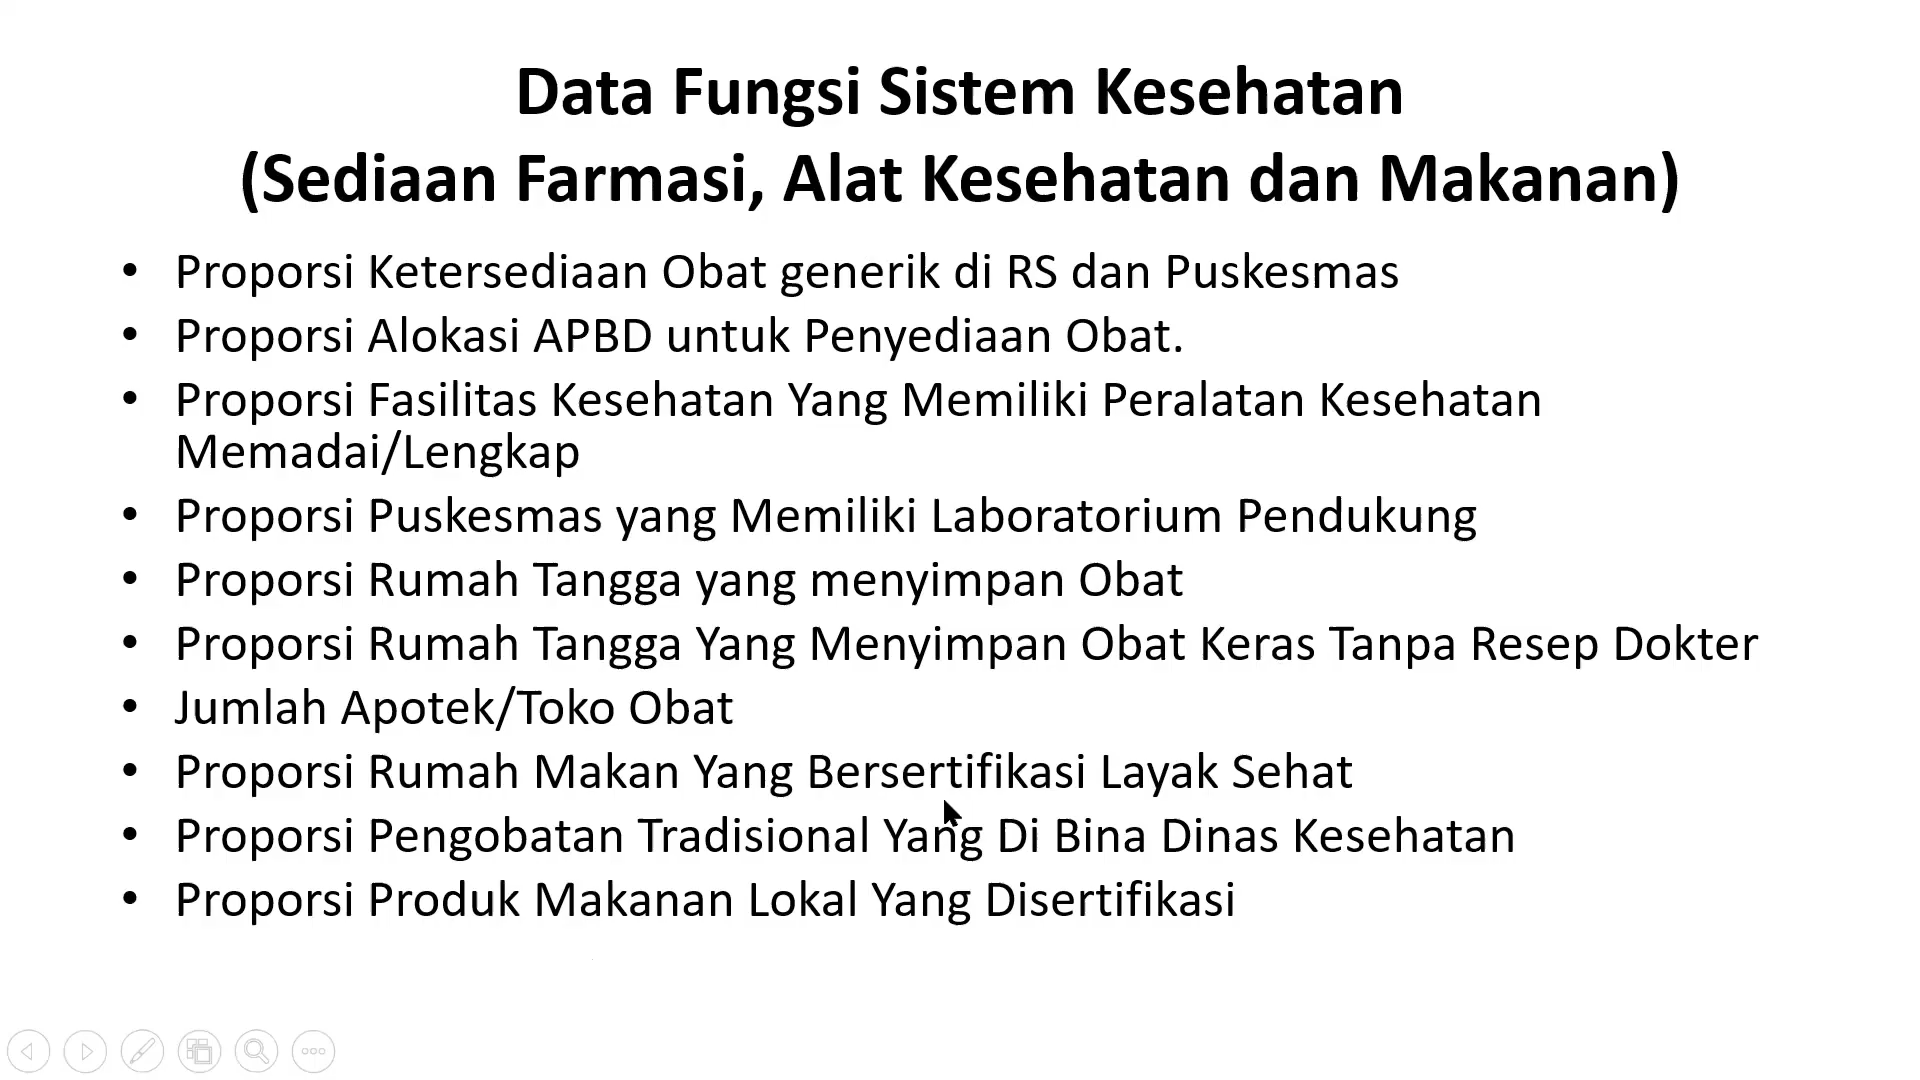 Data Fungsi Sistem Kesehatan
(Sediaan Farmasi, Alat Kesehatan dan Makanan)
• Proporsi Ketersediaan Obat generik di RS dan Puskesmas
• Proporsi Alokasi APBD untuk Penyediaan Obat.
• Proporsi Fasilitas Kesehatan Yang Memiliki Peralatan Kesehatan
Memadai/Lengkap
• Proporsi Puskesmas yang Memiliki Laboratorium Pendukung
• Proporsi Rumah Tangga yang menyimpan Obat
• Proporsi Rumah Tangga Yang Menyimpan Obat Keras Tanpa Resep Dokter
• Jumlah Apotek/Toko Obat
• Proporsi Rumah Makan Yang Bersertifikasi Layak Sehat
• Proporsi Pengobatan Tradisional Yang Di Bina Dinas Kesehatan
• Proporsi Produk Makanan Lokal Yang Disertifikasi